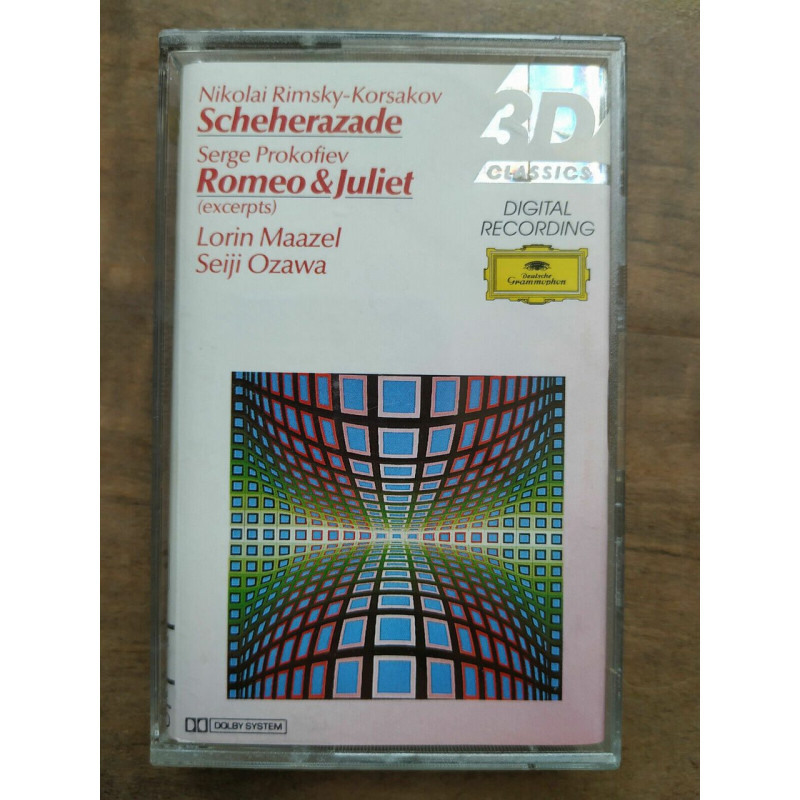 Nikolai Rimsky-Korsakov
Scheherazade
Serge Prokofiev
Romeo & Juliet
(excerpts)
Lorin Maazel
Seiji Ozawa
3D
CLASSICS
DIGITAL
RECORDING
Deutsche
Grammophon
DOLBY SYSTEM